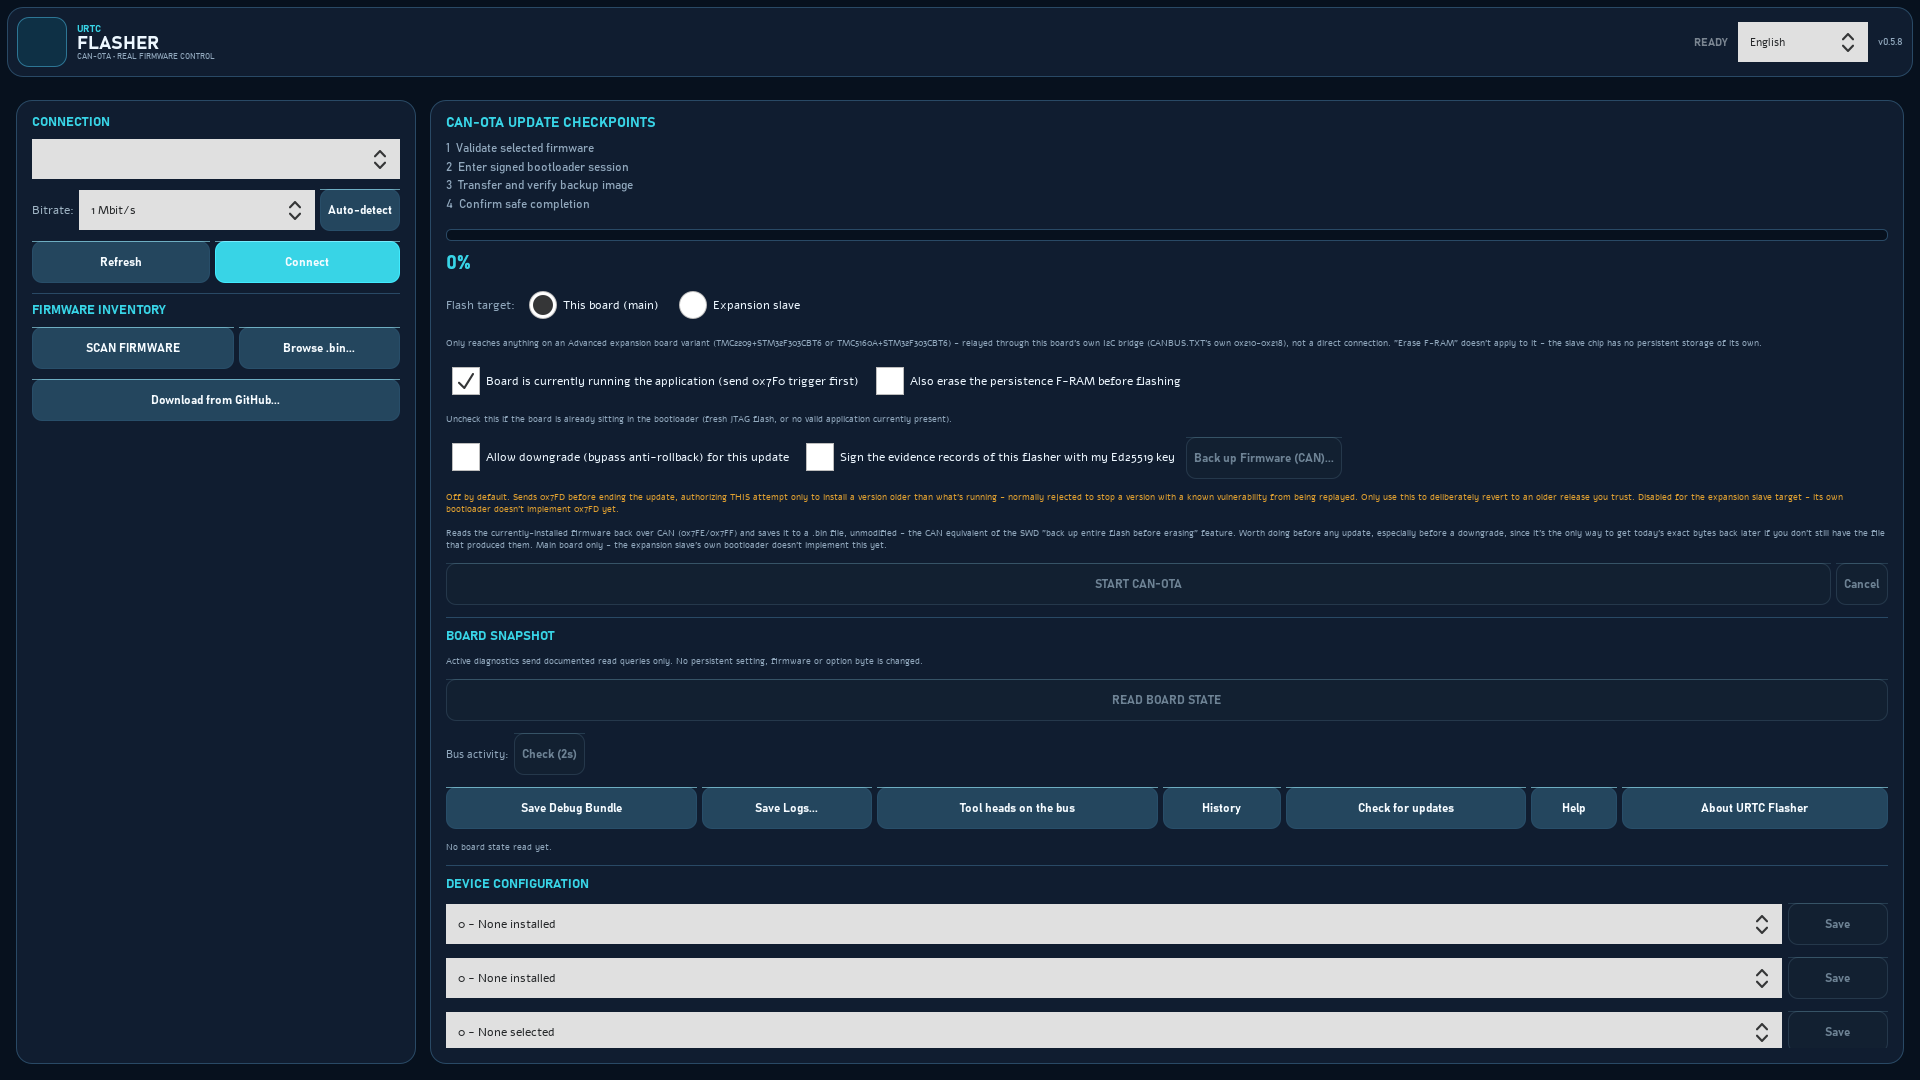 URTC
FLASHER
CAN-OTA · REAL FIRMWARE CONTROL
READY
English
v0.5.8
CONNECTION
Bitrate:
1 Mbit/s
Auto-detect
Refresh
Connect
FIRMWARE INVENTORY
SCAN FIRMWARE
Browse .bin...
Download from GitHub...
CAN-OTA UPDATE CHECKPOINTS
1 Validate selected firmware
2 Enter signed bootloader session
3 Transfer and verify backup image
4 Confirm safe completion
0%
Flash target:
This board (main)
Expansion slave
Only reaches anything on an Advanced expansion board variant (TMC2209+STM32F303CBT6 or TMC5160A+STM32F303CBT6) - relayed through this board's own I2C bridge (CANBUS.TXT's own 0x210-0x218), not a direct connection. "Erase F-RAM" doesn't apply to it - the slave chip has no persistent storage of its own.
Board is currently running the application (send 0x7F0 trigger first)
Also erase the persistence F-RAM before flashing
Uncheck this if the board is already sitting in the bootloader (fresh JTAG flash, or no valid application currently present).
Allow downgrade (bypass anti-rollback) for this update
Sign the evidence records of this flasher with my Ed25519 key
Back up Firmware (CAN)...
Off by default. Sends 0x7FD before ending the update, authorizing THIS attempt only to install a version older than what's running - normally rejected to stop a version with a known vulnerability from being replayed. Only use this to deliberately revert to an older release you trust. Disabled for the expansion slave target - its own
bootloader doesn't implement 0x7FD yet.
Reads the currently-installed firmware back over CAN (0x7FE/0x7FF) and saves it to a .bin file, unmodified - the CAN equivalent of the SWD "back up entire flash before erasing" feature. Worth doing before any update, especially before a downgrade, since it's the only way to get today's exact bytes back later if you don't still have the file
that produced them. Main board only - the expansion slave's own bootloader doesn't implement this yet.
START CAN-OTA
Cancel
BOARD SNAPSHOT
Active diagnostics send documented read queries only. No persistent setting, firmware or option byte is changed.
READ BOARD STATE
Bus activity:
Check (2s)
Save Debug Bundle
Save Logs...
Tool heads on the bus
History
Check for updates
Help
About URTC Flasher
No board state read yet.
DEVICE CONFIGURATION
0 - None installed
Save
0 - None installed
Save
0 - None selected
Save